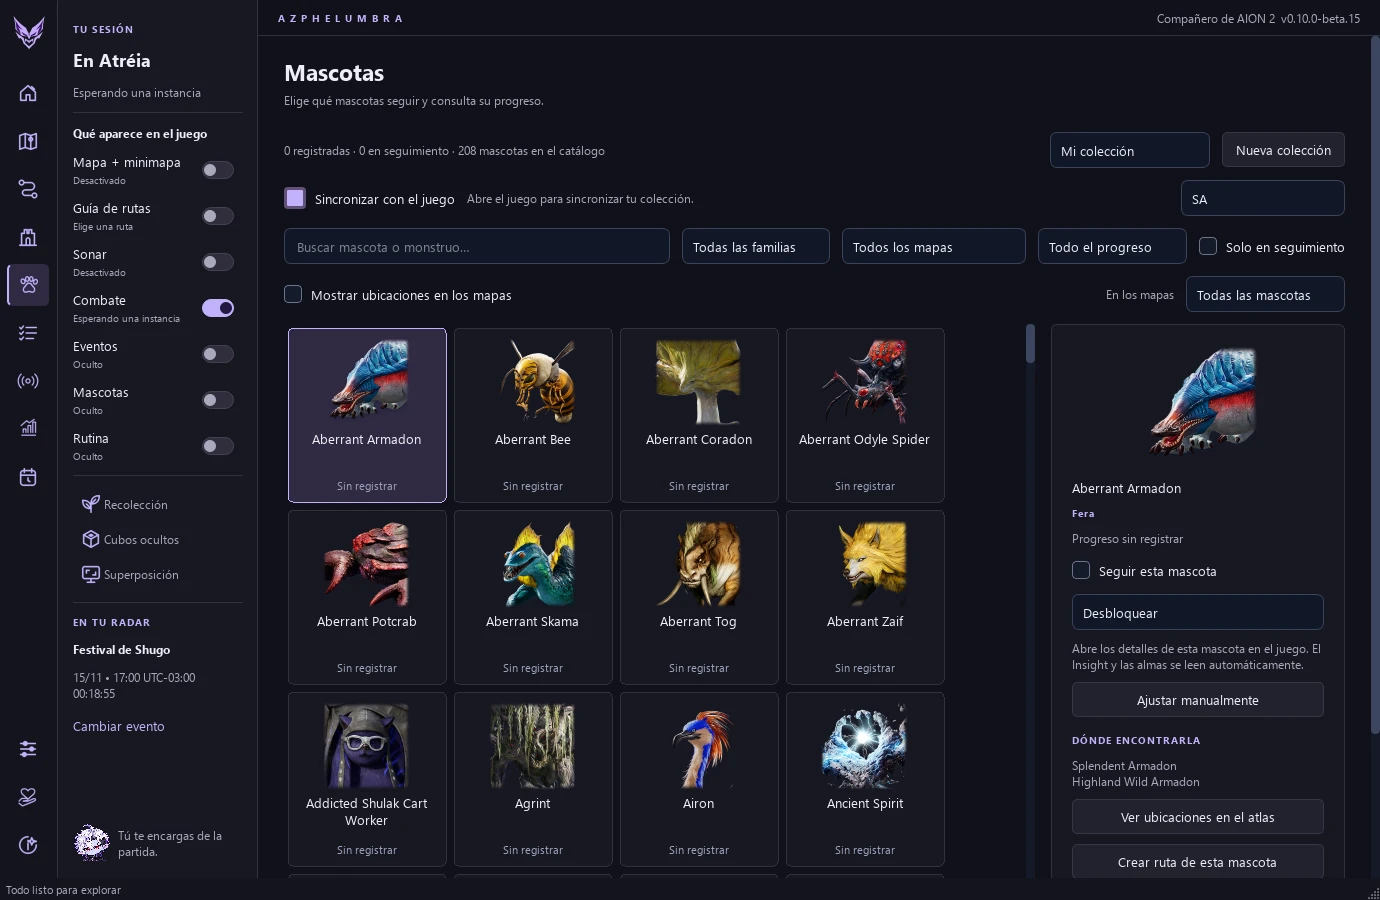 AZPHELUMBRA
Compañero de AION 2 v0.10.0-beta.15
TU SESIÓN
En Atréia
Esperando una instancia
Qué aparece en el juego
Mapa + minimapa
Desactivado
Guía de rutas
Elige una ruta
Sonar
Desactivado
Combate
Esperando una instancia
Eventos
Oculto
Mascotas
Oculto
Rutina
Oculto
Recolección
Cubos ocultos
Superposición
EN TU RADAR
Festival de Shugo
15/11 • 17:00 UTC-03:00
00:18:55
Cambiar evento
Tú te encargas de la
partida.
Mascotas
Elige qué mascotas seguir y consulta su progreso.
0 registradas · 0 en seguimiento · 208 mascotas en el catálogo
Mi colección
Nueva colección
Sincronizar con el juego
Abre el juego para sincronizar tu colección.
SA
Buscar mascota o monstruo...
Todas las familias
Todos los mapas
Todo el progreso
Solo en seguimiento
Mostrar ubicaciones en los mapas
En los mapas
Todas las mascotas
Aberrant Armadon
Sin registrar
Aberrant Bee
Sin registrar
Aberrant Coradon
Sin registrar
Aberrant Odyle Spider
Sin registrar
Aberrant Potcrab
Sin registrar
Aberrant Skama
Sin registrar
Aberrant Tog
Sin registrar
Aberrant Zaif
Sin registrar
Addicted Shulak Cart
Worker
Sin registrar
Agrint
Sin registrar
Airon
Sin registrar
Ancient Spirit
Sin registrar
Aberrant Armadon
Fera
Progreso sin registrar
Seguir esta mascota
Desbloquear
Abre los detalles de esta mascota en el juego. El
Insight y las almas se leen automáticamente.
Ajustar manualmente
DÓNDE ENCONTRARLA
Splendent Armadon
Highland Wild Armadon
Ver ubicaciones en el atlas
Crear ruta de esta mascota
Todo listo para explorar